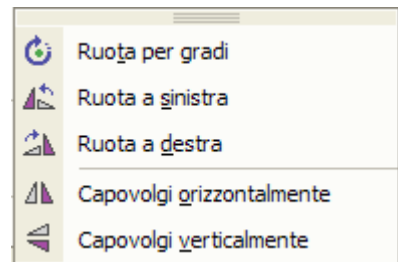 Ruota per gradi
Ruota a sinistra
Ruota a destra
Capovolgi orizzontalmente
Capovolgi verticalmente